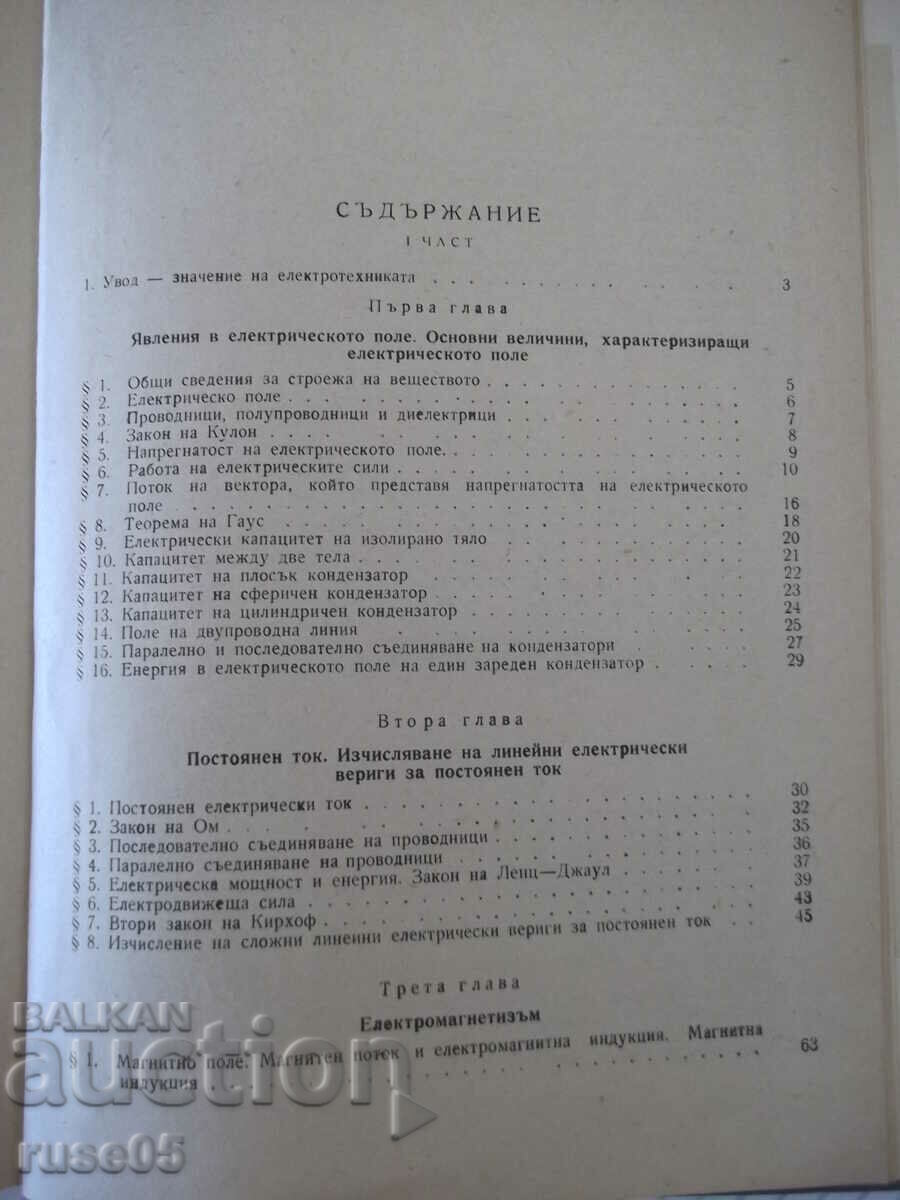 СЪДЪРЖАНИЕ
I ЧАСТ
1. Увод — значение на електротехниката . . . . . . . . . . 3
Първа глава
Явления в електрическото поле. Основни величини, характеризиращи
електрическото поле
§ 1. Общи сведения за строежа на веществото . . . . . . . . . . 5
§ 2. Електрическо поле . . . . . . . . . . 6
§ 3. Проводници, полупроводници и диелектрици . . . . . . . . . . 7
§ 4. Закон на Кулон . . . . . . . . . . 8
§ 5. Напрегнатост на електрическото поле. . . . . . . . . . 9
§ 6. Работа на електрическите сили . . . . . . . . . . 10
§ 7. Поток на вектора, който представя напрегнатостта на електрическото
поле . . . . . . . . . . 16
§ 8. Теорема на Гаус . . . . . . . . . . 18
§ 9. Електрически капацитет на изолирано тяло . . . . . . . . . . 20
§ 10. Капацитет между две тела . . . . . . . . . . 21
§ 11. Капацитет на плосък кондензатор . . . . . . . . . . 22
§ 12. Капацитет на сферичен кондензатор . . . . . . . . . . 23
§ 13. Капацитет на цилиндричен кондензатор . . . . . . . . . . 24
§ 14. Поле на двупроводна линия . . . . . . . . . . 25
§ 15. Паралелно и последователно съединяване на кондензатори . . . . . 27
§ 16. Енергия в електрическото поле на един зареден кондензатор . . . . 29
Втора глава
Постоянен ток. Изчисляване на линейни електрически
вериги за постоянен ток
§ 1. Постоянен електрически ток . . . . . . . . . . 30
§ 2. Закон на Ом . . . . . . . . . . 32
§ 3. Последователно съединяване на проводници . . . . . . . . . . 35
§ 4. Паралелно съединяване на проводници . . . . . . . . . . 36
§ 5. Електрическа мощност и енергия. Закон на Ленц—Джаул . . . . . 37
§ 6. Електродвижеща сила . . . . . . . . . . 39
§ 7. Втори закон на Кирхоф . . . . . . . . . . 43
§ 8. Изчисление на сложни линейни електрически вериги за постоянен ток . . 45
Трета глава
Електромагнетизъм
§ 1. Магнитно поле. Магнитен поток и електромагнитна индукция. Магнитна
индукция . . . . . . . . . . 63
BALKAN
auction
ruse05